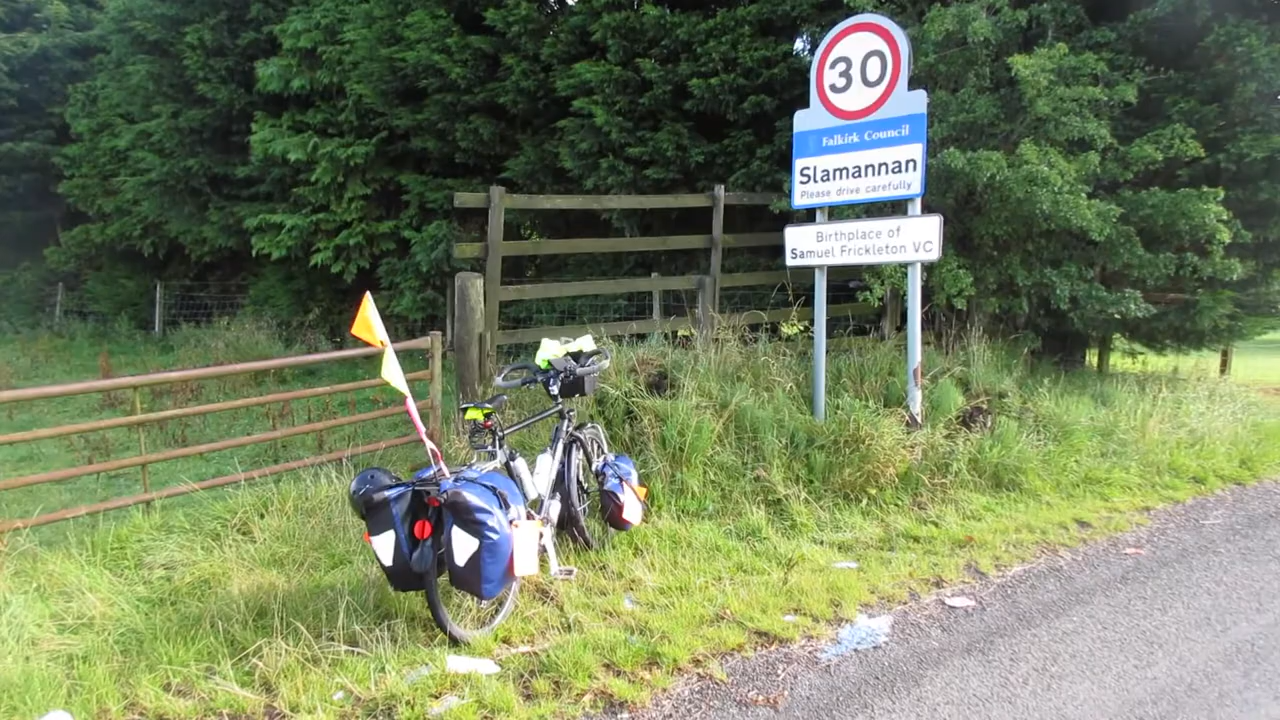 30
Falkirk Council
Slamannan
Please drive carefully
Birthplace of
Samuel Frickleton VC